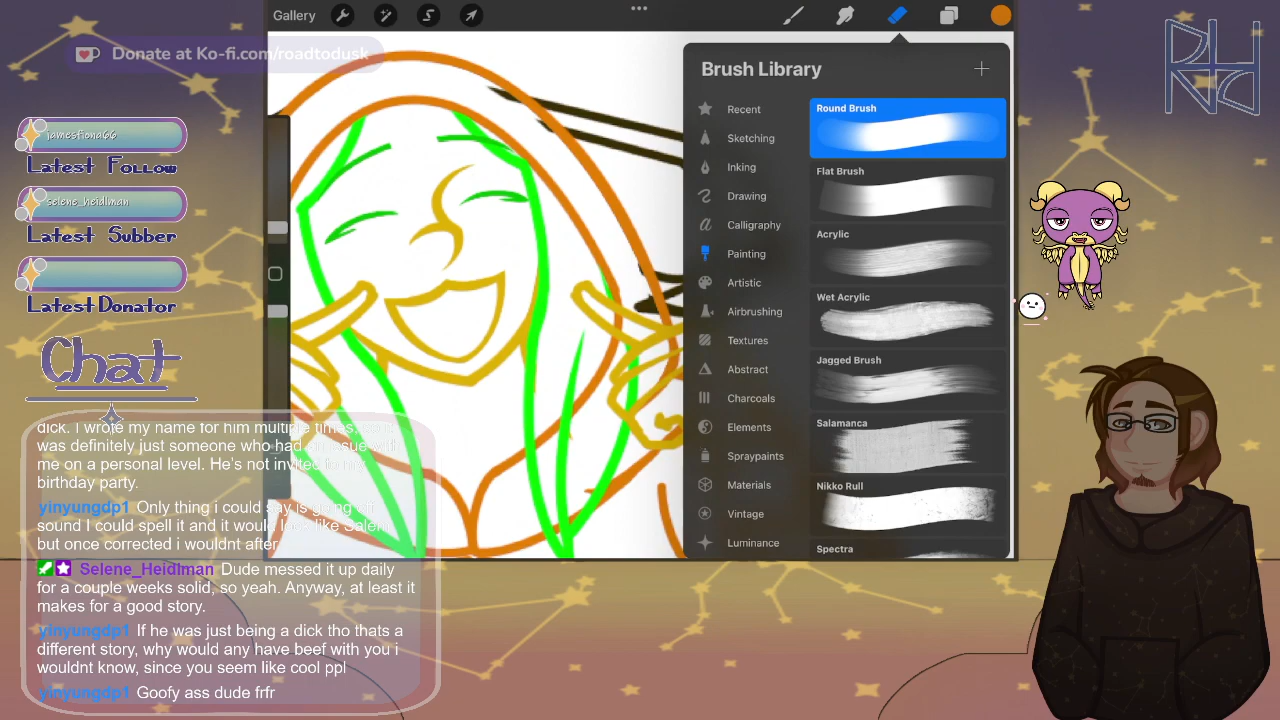 Gallery
Donate at Ko-fi.com/roadtodusk
jamesfiona66
Latest Follow
Selene_heidlman
Latest Subber
Latest Donator
Chat
dick. I wrote my name for him multiple times,
was definitely just someone who had an issue with
me on a personal level. He's not invited to my
birthday party.
yinyungdp1 Only thing i could say is going off
sound I could spell it and it would look like Salen
but once corrected i wouldnt after
Selene_Heidlman Dude messed it up daily
for a couple weeks solid, so yeah. Anyway, at least it
makes for a good story.
yinyungdp1 If he was just being a dick tho thats a
different story, why would any have beef with you i
wouldnt know, since you seem like cool ppl
yinyungdp1 Goofy ass dude frfr
Brush Library
Recent
Sketching
Inking
Drawing
Calligraphy
Painting
Artistic
Airbrushing
Textures
Abstract
Charcoals
Elements
Spraypaints
Materials
Vintage
Luminance
Round Brush
Flat Brush
Acrylic
Wet Acrylic
Jagged Brush
Salamanca
Nikko Rull
Spectra
RtD